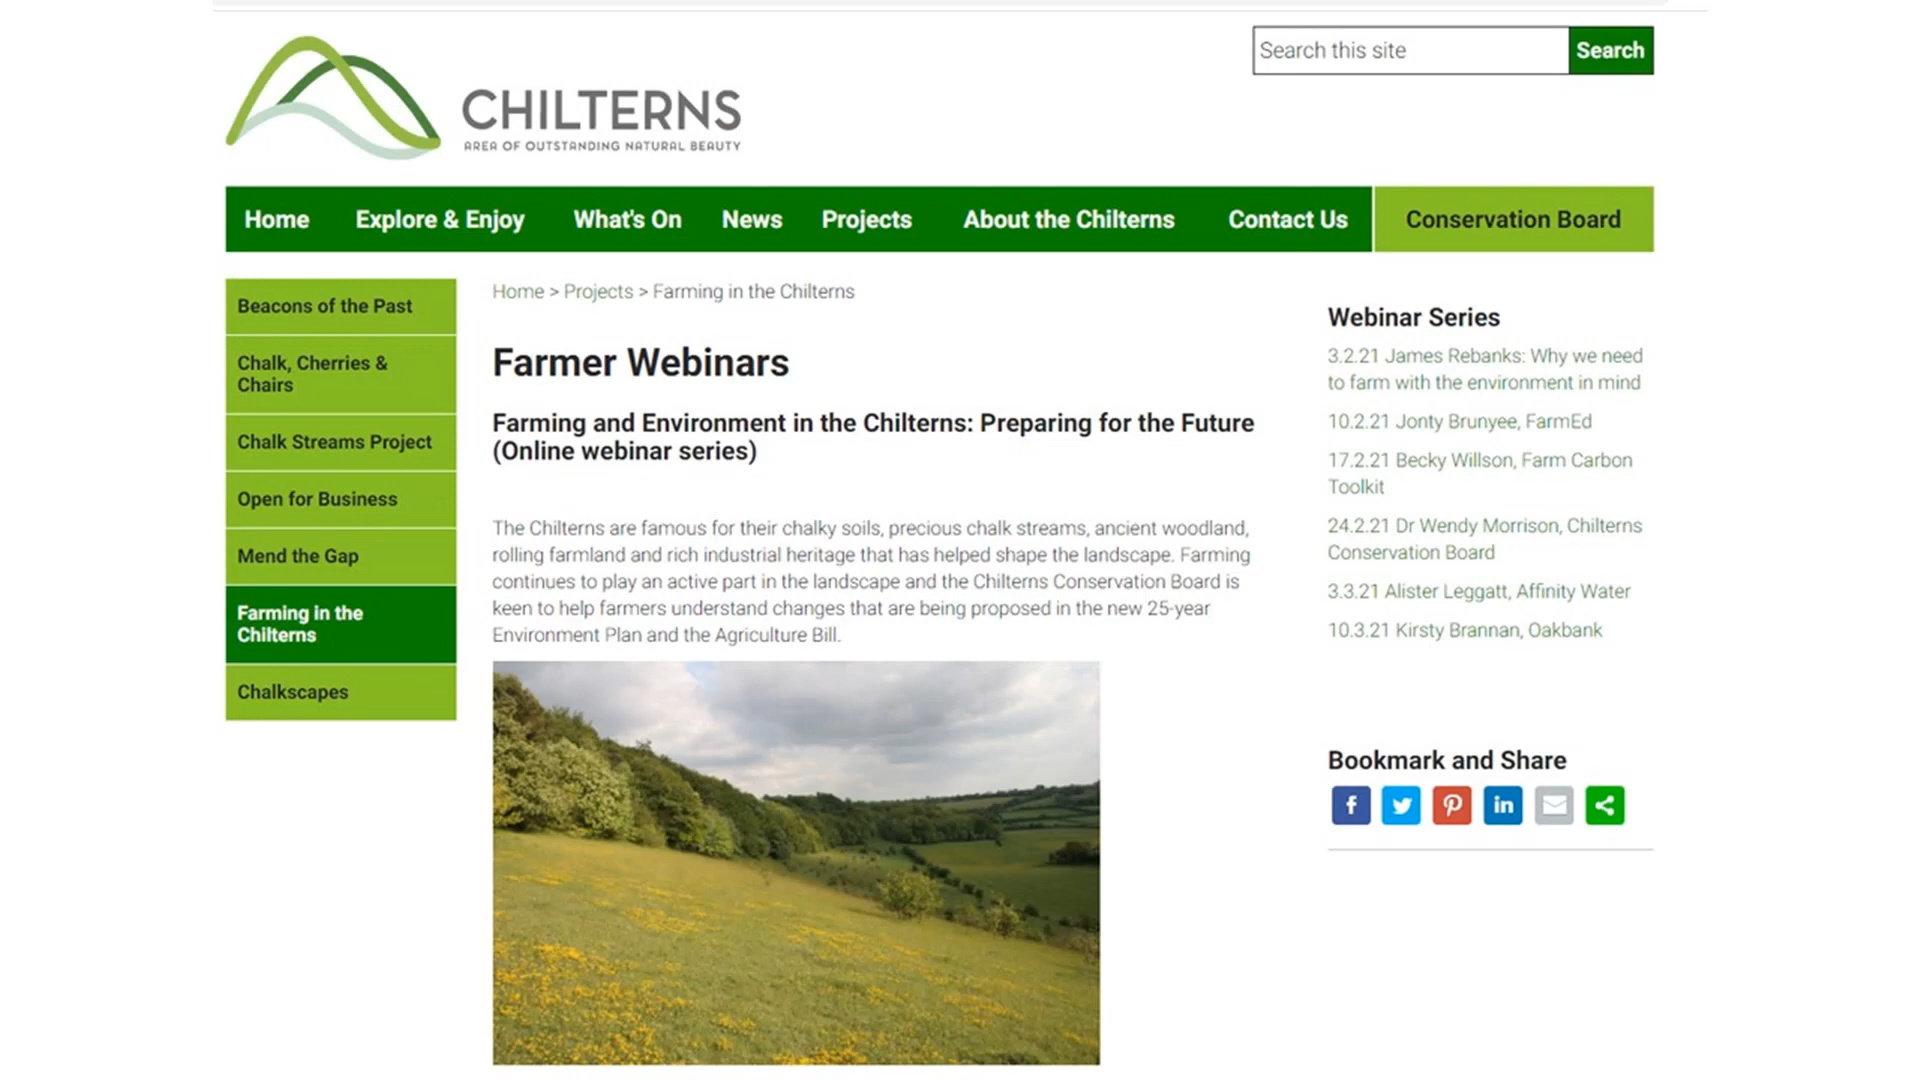 Search this site
Search
CHILTERNS
AREA OF OUTSTANDING NATURAL BEAUTY
Home
Explore & Enjoy
What's On
News
Projects
About the Chilterns
Contact Us
Conservation Board
Beacons of the Past
Chalk, Cherries &
Chairs
Chalk Streams Project
Open for Business
Mend the Gap
Farming in the
Chilterns
Chalkscapes
Home > Projects > Farming in the Chilterns
Farmer Webinars
Farming and Environment in the Chilterns: Preparing for the Future
(Online webinar series)
The Chilterns are famous for their chalky soils, precious chalk streams, ancient woodland,
rolling farmland and rich industrial heritage that has helped shape the landscape. Farming
continues to play an active part in the landscape and the Chilterns Conservation Board is
keen to help farmers understand changes that are being proposed in the new 25-year
Environment Plan and the Agriculture Bill.
Webinar Series
3.2.21 James Rebanks: Why we need
to farm with the environment in mind
10.2.21 Jonty Brunyee, FarmEd
17.2.21 Becky Willson, Farm Carbon
Toolkit
24.2.21 Dr Wendy Morrison, Chilterns
Conservation Board
3.3.21 Alister Leggatt, Affinity Water
10.3.21 Kirsty Brannan, Oakbank
Bookmark and Share